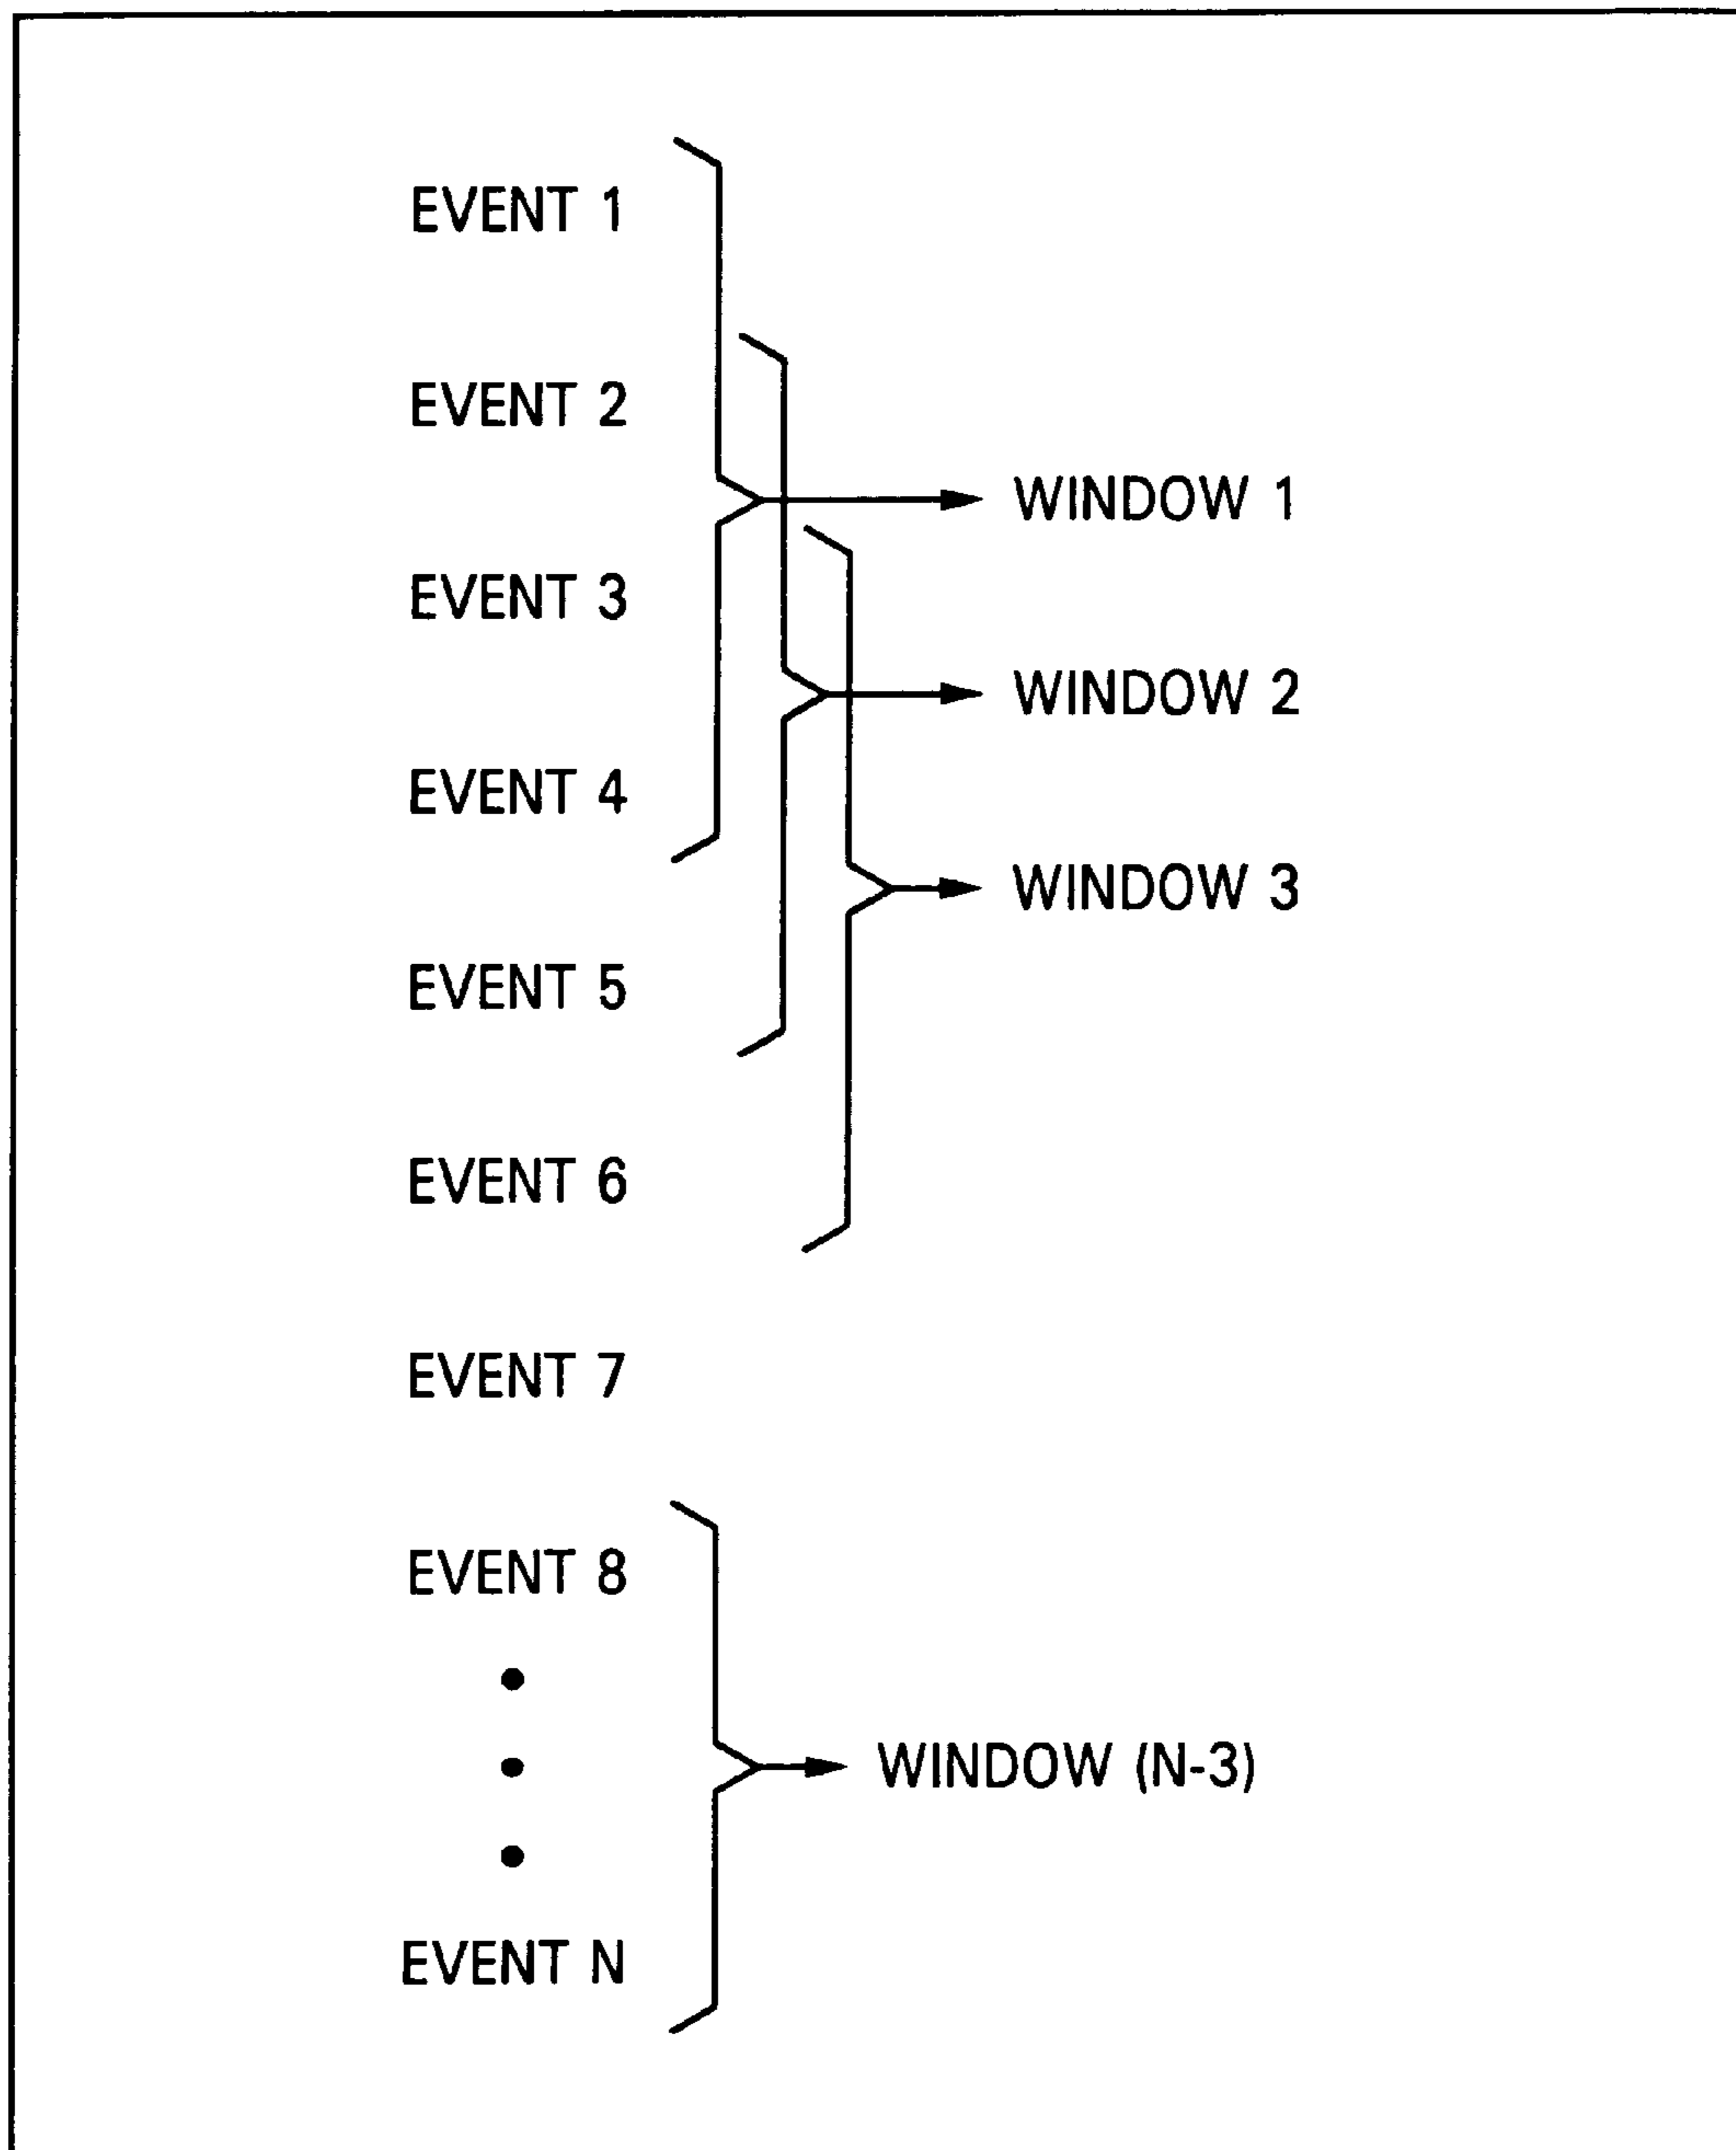 EVENT 1
EVENT 2
WINDOW 1
EVENT 3
WINDOW 2
EVENT 4
WINDOW 3
EVENT 5
EVENT 6
EVENT 7
EVENT 8
WINDOW (N-3)
EVENT N